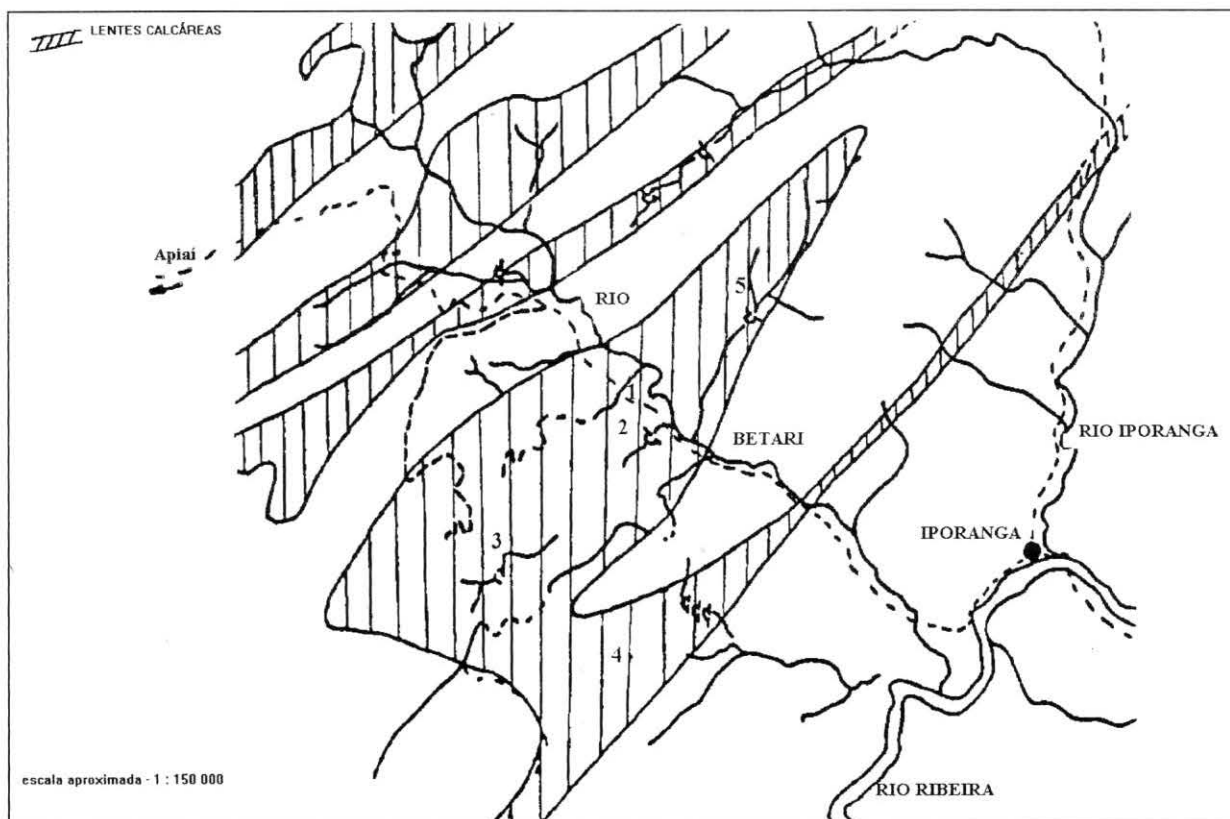 LENTES CALCÁREAS
Apiaí
RIO
5
1
2
BETARI
RIO IPORANGA
3
IPORANGA
4
RIO RIBEIRA
escala aproximada - 1 : 150 000